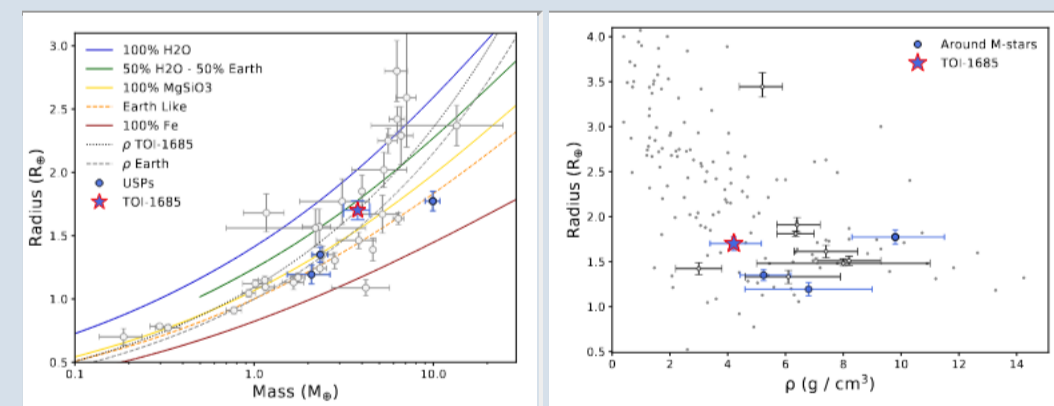 3.0
2.5
2.0
1.5
1.0
0.5
Radius (R⊕)
100% H2O
50% H2O - 50% Earth
100% MgSiO3
Earth Like
100% Fe
ρ TOI-1685
ρ Earth
USPs
TOI-1685
0.1 1.0 10.0
Mass (M⊕)
4.0
3.5
3.0
2.5
2.0
1.5
1.0
0.5
Radius (R⊕)
Around M-stars
TOI-1685
0 2 4 6 8 10 12 14
ρ (g / cm³)